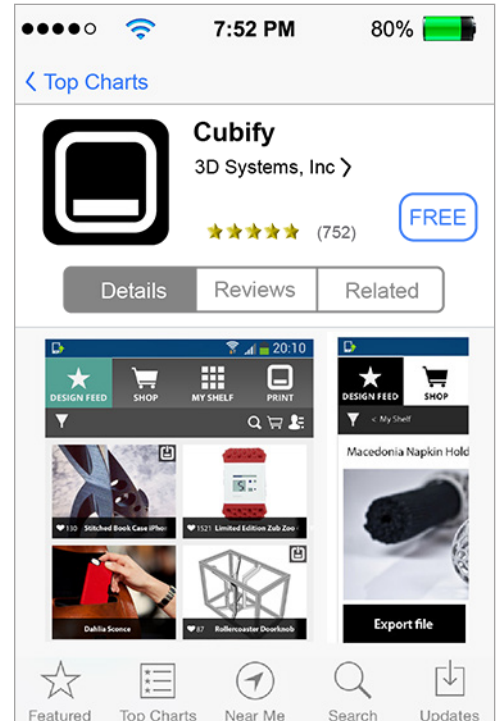 7:52 PM 80%
Top Charts
Cubify
3D Systems, Inc
(752)
FREE
Details Reviews Related
20:10
DESIGN FEED SHOP MY SHELF PRINT
130 Stitched Book Case iPhon
1521 Limited Edition Zub Zoo
Dahlia Sconce
87 Rollercoaster Doorknob
DESIGN FEED SHOP
< My Shelf
Macedonia Napkin Hold
Export file
Featured Top Charts Near Me Search Updates